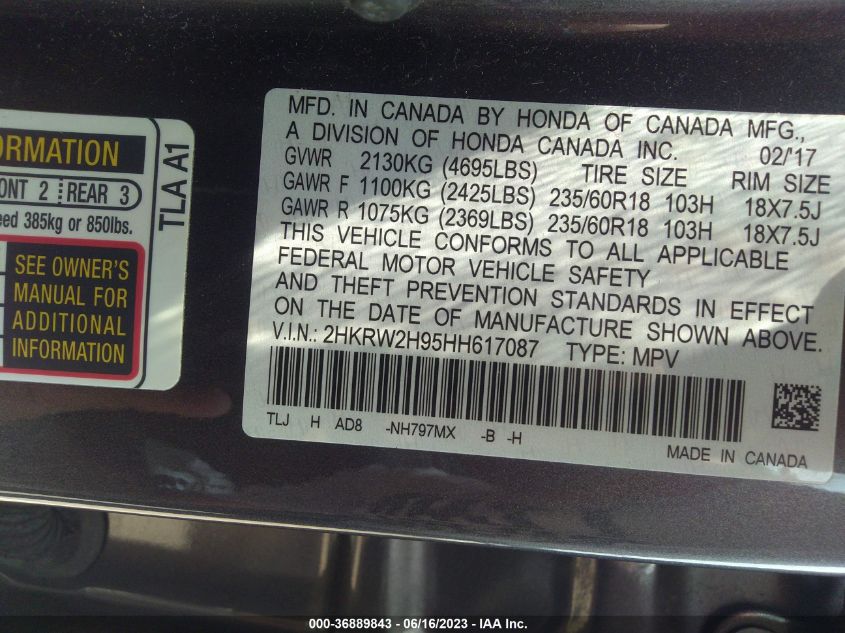 ORMATION
ONT 2 REAR 3
eed 385kg or 850lbs.
SEE OWNER'S
MANUAL FOR
ADDITIONAL
INFORMATION
TLA A1
MFD. IN CANADA BY HONDA OF CANADA MFG.,
A DIVISION OF HONDA CANADA INC. 02/'17
GVWR 2130KG (4695LBS) TIRE SIZE RIM SIZE
GAWR F 1100KG (2425LBS) 235/60R18 103H 18X7.5J
GAWR R 1075KG (2369LBS) 235/60R18 103H 18X7.5J
THIS VEHICLE CONFORMS TO ALL APPLICABLE
FEDERAL MOTOR VEHICLE SAFETY
AND THEFT PREVENTION STANDARDS IN EFFECT
ON THE DATE OF MANUFACTURE SHOWN ABOVE.
V.I.N.: 2HKRW2H95HH617087 TYPE: MPV
TLJ H AD8 -NH797MX -B -H
MADE IN CANADA
000-36889843 - 06/16/2023 - IAA Inc.